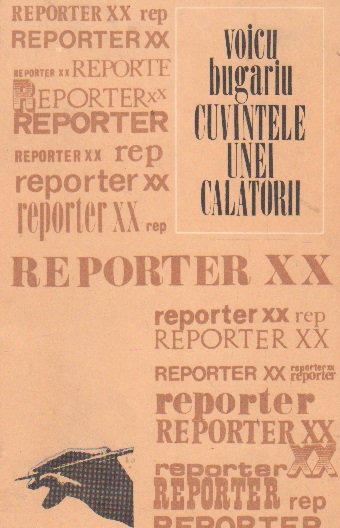 REPORTER XX rep
REPORTER XX
REPORTER XX REPORTE
REPORTER XX
REPORTER
REPORTER XX rep
reporter xx
reporter XX rep
voicu
bugariu
CUVINTELE
UNEI
CALATORII
REPORTER XX
reporter xx rep
REPORTER XX
REPORTER XX reporter xx
reporter
reporter
REPORTER XX
reporter XX
REPORTER rep
REPORTER